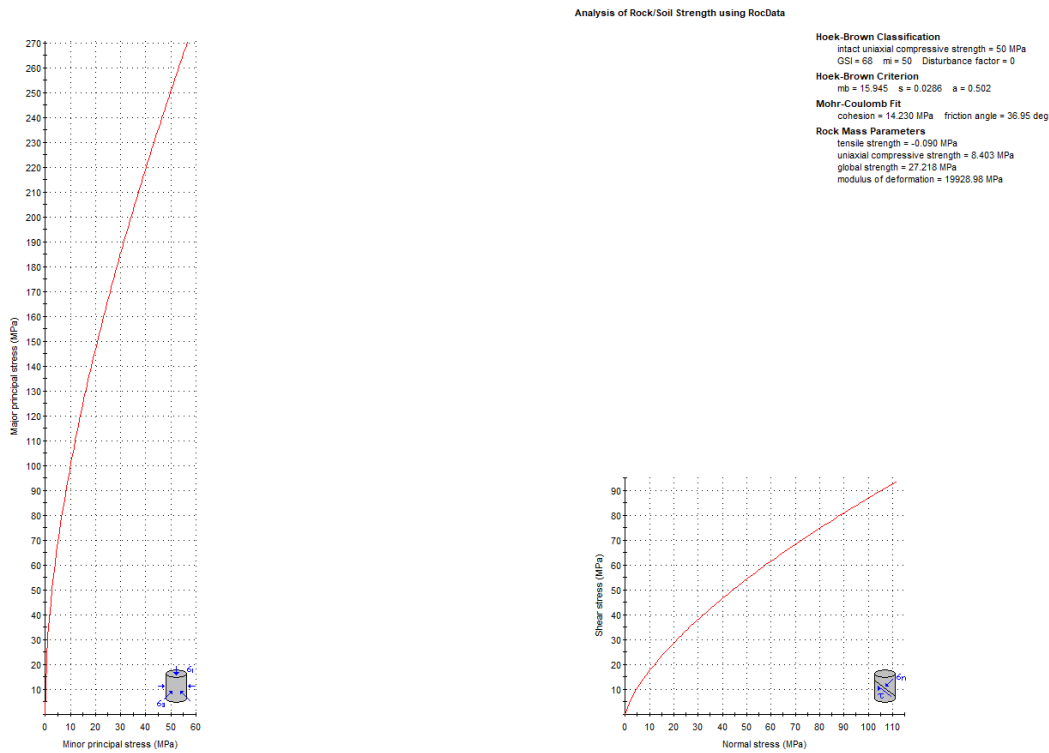 Analysis of Rock/Soil Strength using RocData
Hoek-Brown Classification
intact uniaxial compressive strength = 50 MPa
GSI = 68 mi = 50 Disturbance factor = 0
Hoek-Brown Criterion
mb = 15.945 s = 0.0286 a = 0.502
Mohr-Coulomb Fit
cohesion = 14.230 MPa friction angle = 36.95 deg
Rock Mass Parameters
tensile strength = -0.090 MPa
uniaxial compressive strength = 8.403 MPa
global strength = 27.218 MPa
modulus of deformation = 19928.98 MPa
270
260
250
240
230
220
210
200
190
180
170
160
150
140
130
120
110
100
90
80
70
60
50
40
30
20
10
Major principal stress (MPa)
0 10 20 30 40 50 60
Minor principal stress (MPa)
σ1
σ3
90
80
70
60
50
40
30
20
10
Shear stress (MPa)
0 10 20 30 40 50 60 70 80 90 100 110
Normal stress (MPa)
σn
τ